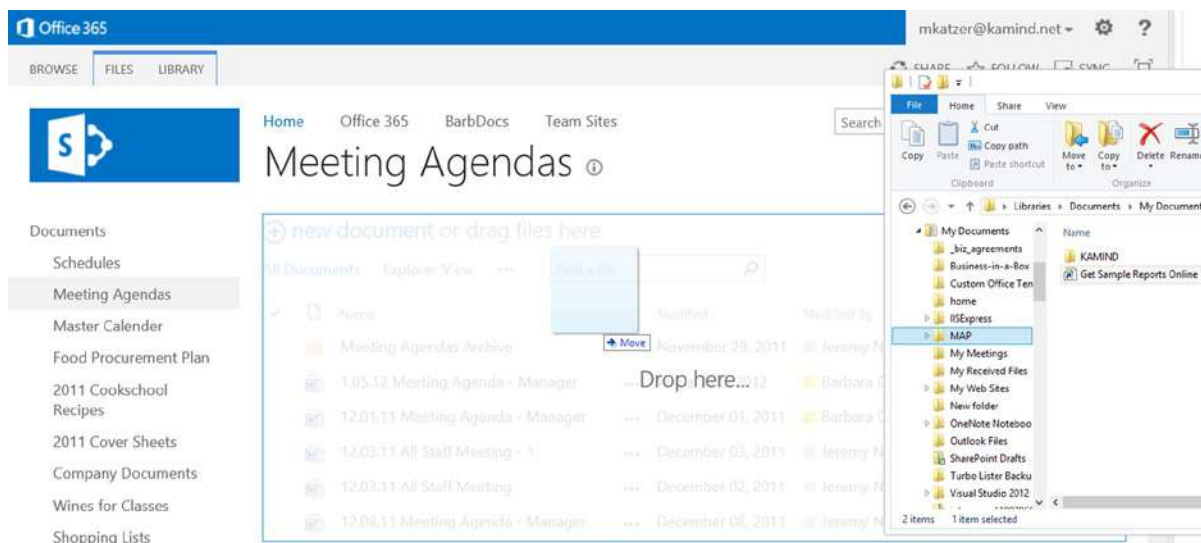 Office 365
mkatzer@kamind.net
?
BROWSE FILES LIBRARY
SHARE FOLLOW SYNC
S
Home Office 365 BarbDocs Team Sites
Search
Meeting Agendas
Documents
Schedules
Meeting Agendas
Master Calender
Food Procurement Plan
2011 Cookschool
Recipes
2011 Cover Sheets
Company Documents
Wines for Classes
Shopping Lists
new document or drag files here
All Documents Explorer View ... Find a file
Name Modified Modified By
Meeting Agendas Archive November 29, 2011 Jeremy N
Move
1.05.12 Meeting Agenda - Manager ... 2012 Barbara D
Drop here...
12.01.11 Meeting Agenda - Manager ... December 01, 2011 Barbara D
12.03.11 All Staff Meeting - 1 ... December 03, 2011 Jeremy N
12.03.11 All Staff Meeting ... December 02, 2011 Jeremy N
12.08.11 Meeting Agenda - Manager ... December 08, 2011 Jeremy N
File Home Share View
Copy Paste Cut
Copy path
Paste shortcut
Move to Copy to Delete Rename
Clipboard Organize
Libraries Documents My Document
My Documents
_biz_agreements
Business-in-a-Box
Custom Office Ten
home
IISExpress
MAP
My Meetings
My Received Files
My Web Sites
New folder
OneNote Noteboo
Outlook Files
SharePoint Drafts
Turbo Lister Backu
Visual Studio 2012
Name
KAMIND
Get Sample Reports Online
2 items 1 item selected